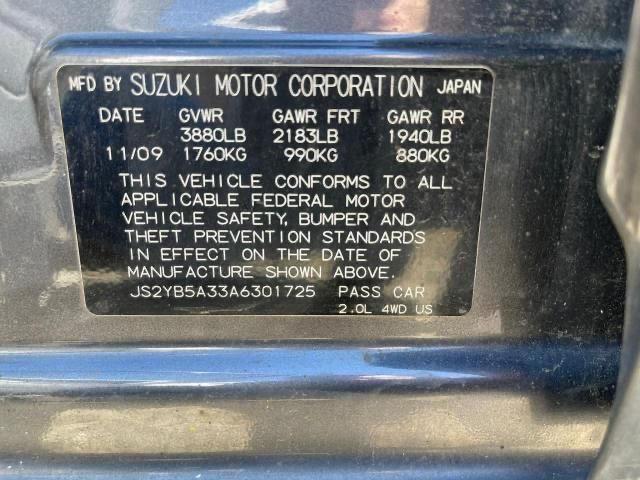 MFD BY SUZUKI MOTOR CORPORATION JAPAN
DATE GVWR GAWR FRT GAWR RR
3880LB 2183LB 1940LB
11/09 1760KG 990KG 880KG
THIS VEHICLE CONFORMS TO ALL
APPLICABLE FEDERAL MOTOR
VEHICLE SAFETY, BUMPER AND
THEFT PREVENTION STANDARDS
IN EFFECT ON THE DATE OF
MANUFACTURE SHOWN ABOVE.
JS2YB5A33A6301725 PASS CAR
2.0L 4WD US